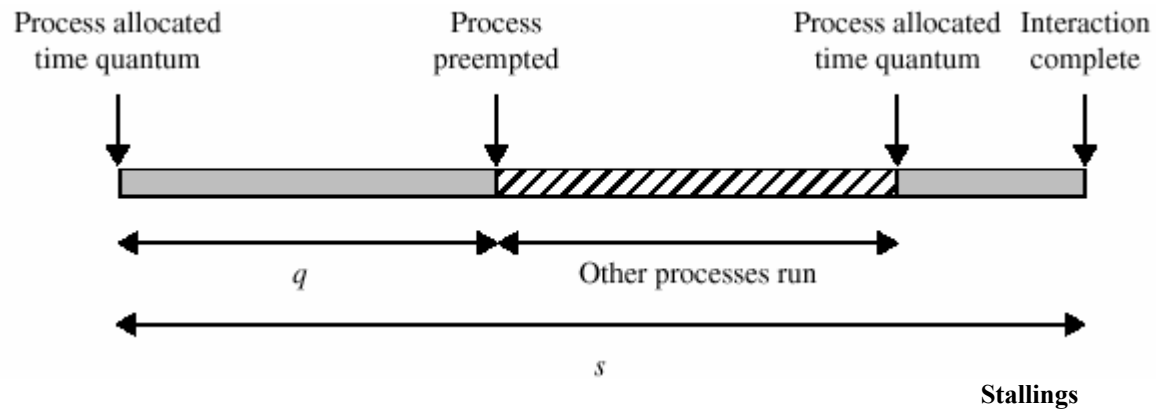 Process allocated
time quantum
Process
preempted
Process allocated
time quantum
Interaction
complete
q
Other processes run
s
Stallings